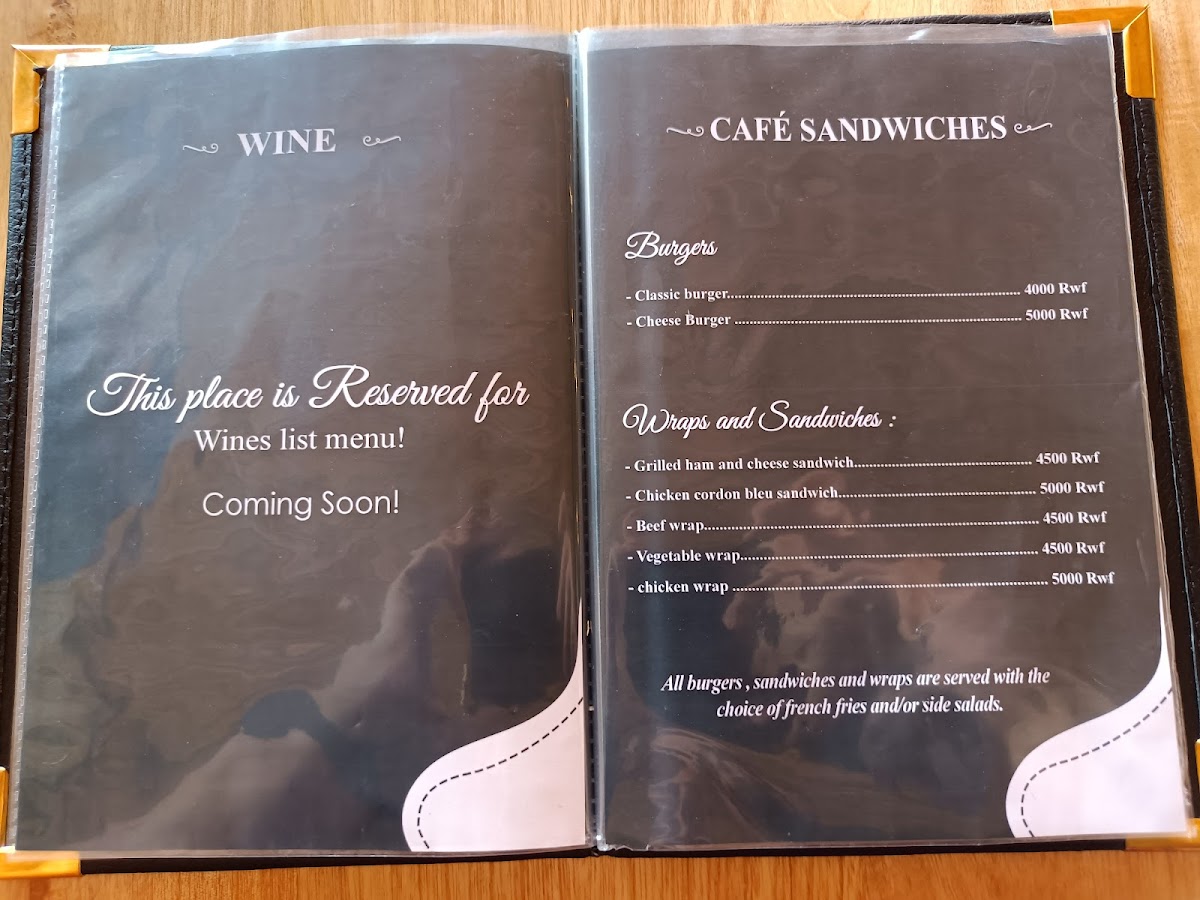 WINE
This place is Reserved for
Wines list menu!
Coming Soon!
CAFÉ SANDWICHES
Burgers
- Classic burger.................................................................................. 4000 Rwf
- Cheese Burger ................................................................................ 5000 Rwf
Wraps and Sandwiches :
- Grilled ham and cheese sandwich................................................. 4500 Rwf
- Chicken cordon bleu sandwich....................................................... 5000 Rwf
- Beef wrap............................................................................................ 4500 Rwf
- Vegetable wrap.................................................................................. 4500 Rwf
- chicken wrap ...................................................................................... 5000 Rwf
All burgers , sandwiches and wraps are served with the
choice of french fries and/or side salads.